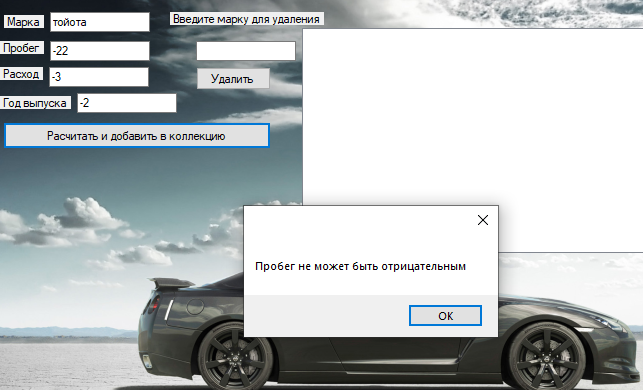 Марка
тойота
Введите марку для удаления
Пробег
-22
Расход
-3
Удалить
Год выпуска
-2
Расчитать и добавить в коллекцию
Пробег не может быть отрицательным
OK